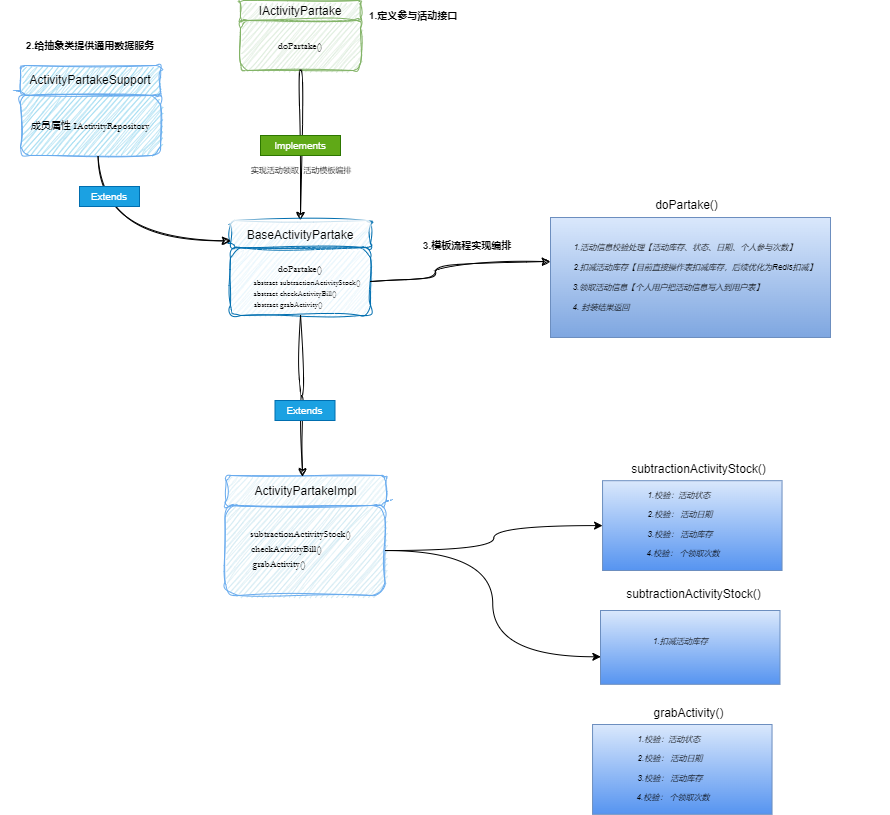 IActivityPartake
1.定义参与活动接口
doPartake()
2.给抽象类提供通用数据服务
ActivityPartakeSupport
成员属性 IActivityRepository
Implements
实现活动领取, 活动模板编排
Extends
BaseActivityPartake
doPartake()
abstract subtractionActivityStock()
abstract checkActivityBill()
abstract grabActivity()
3.模板流程实现编排
doPartake()
1.活动信息校验处理【活动库存、状态、日期、个人参与次数】
2.扣减活动库存【目前直接操作表扣减库存，后续优化为Redis扣减】
3.领取活动信息【个人用户把活动信息写入到用户表】
4. 封装结果返回
Extends
ActivityPartakeImpl
subtractionActivityStock()
checkActivityBill()
grabActivity()
subtractionActivityStock()
1.校验：活动状态
2.校验： 活动日期
3.校验： 活动库存
4.校验： 个领取次数
subtractionActivityStock()
1.扣减活动库存
grabActivity()
1.校验：活动状态
2.校验： 活动日期
3.校验： 活动库存
4.校验： 个领取次数